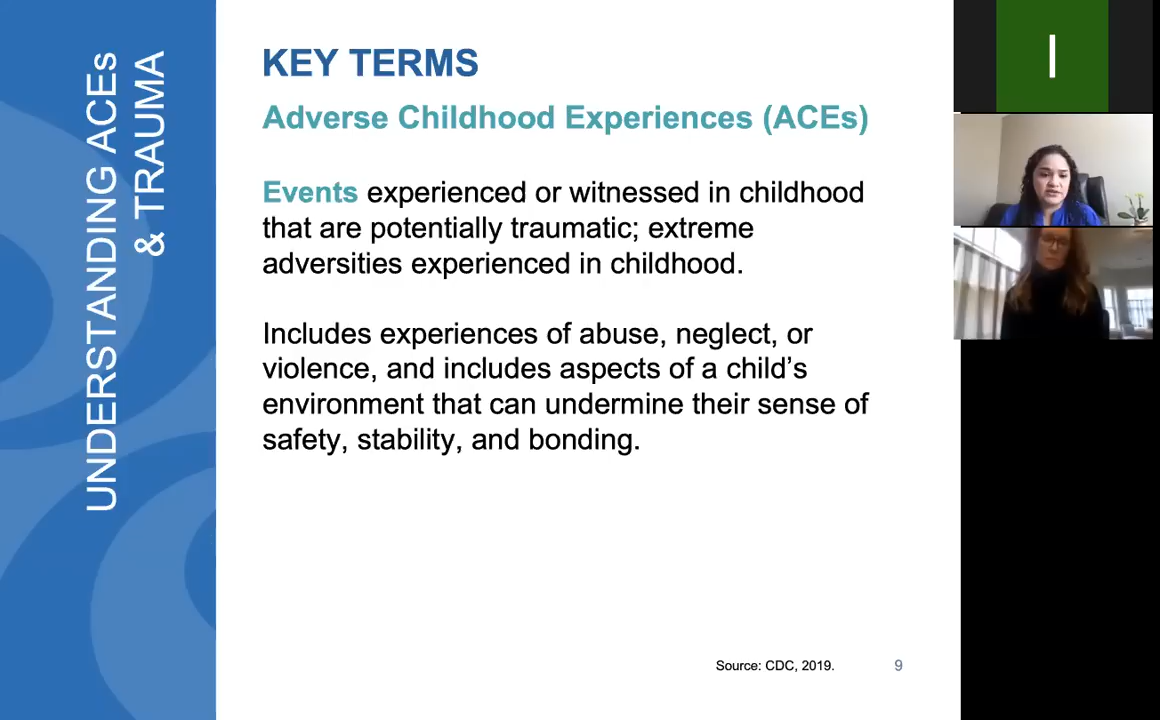 UNDERSTANDING ACEs
& TRAUMA
KEY TERMS
Adverse Childhood Experiences (ACEs)
Events experienced or witnessed in childhood
that are potentially traumatic; extreme
adversities experienced in childhood.
Includes experiences of abuse, neglect, or
violence, and includes aspects of a child’s
environment that can undermine their sense of
safety, stability, and bonding.
Source: CDC, 2019.
9
I